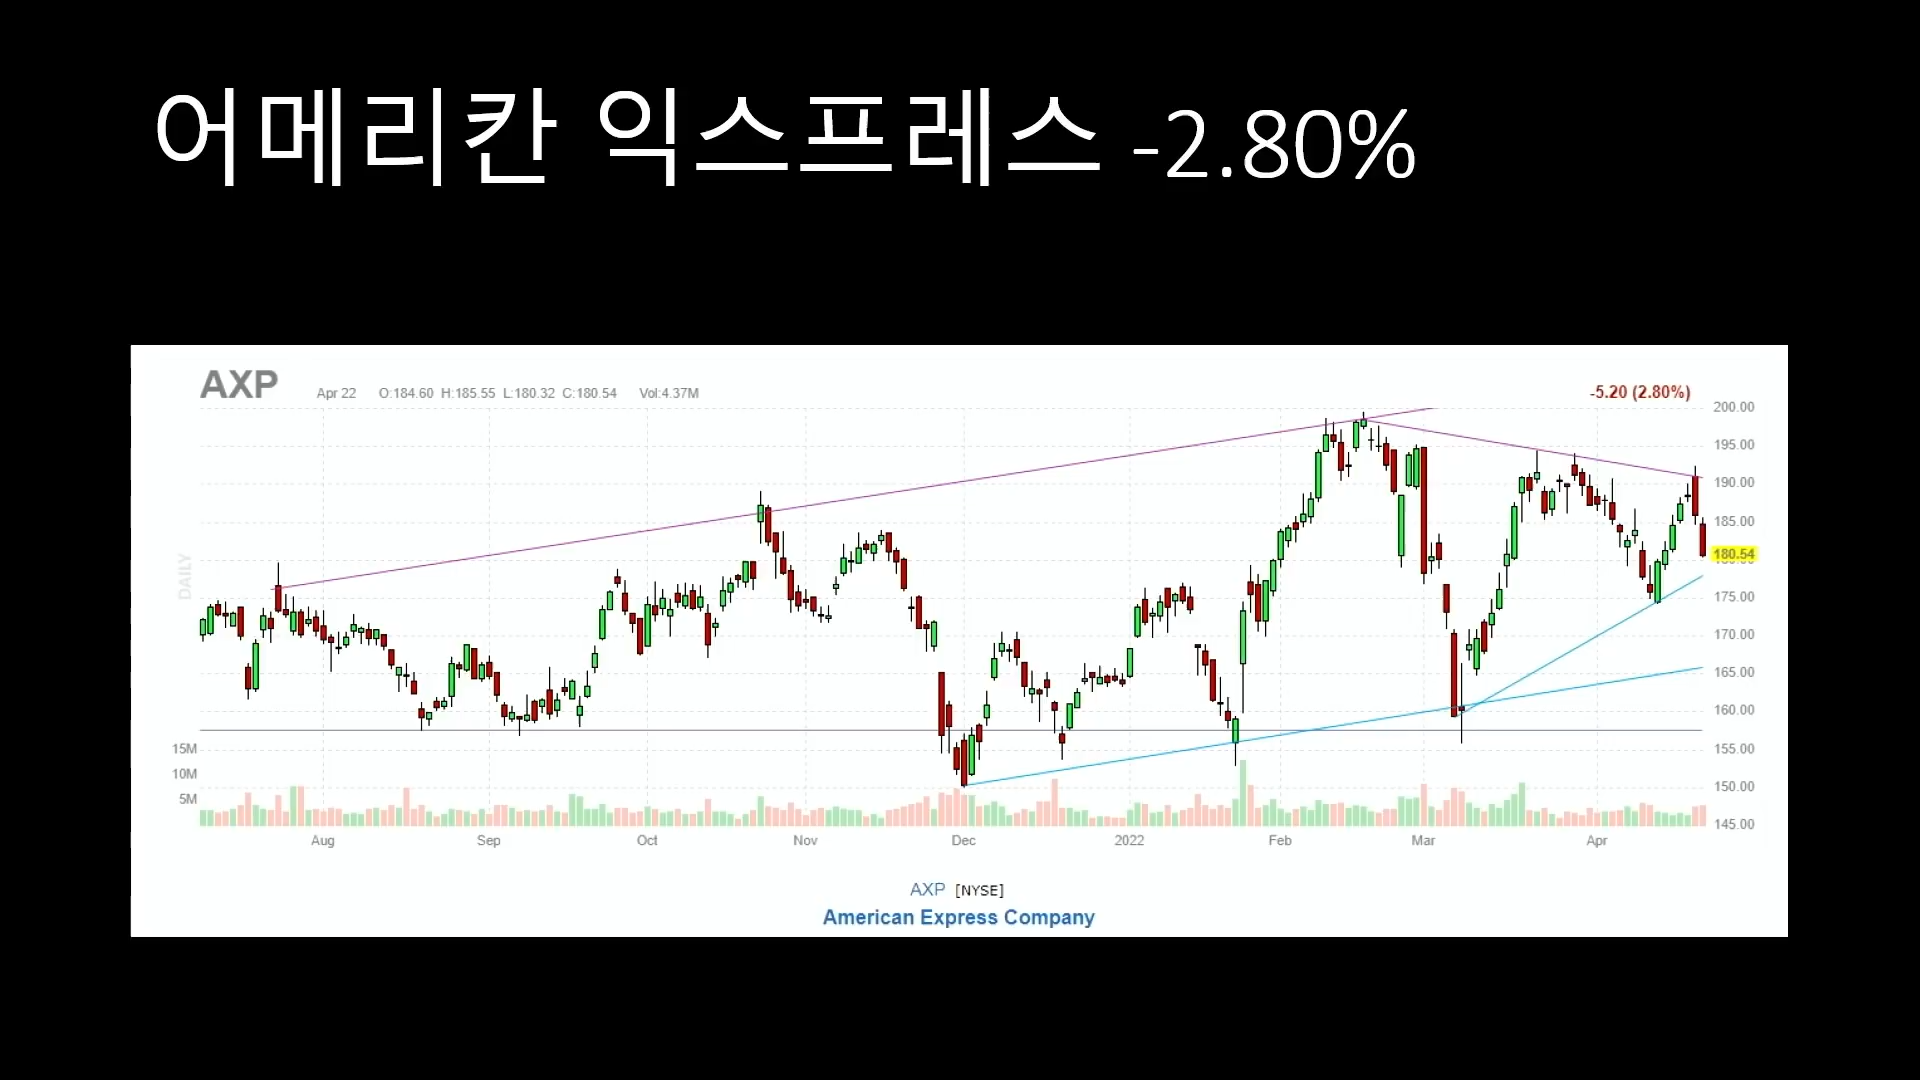 어메리칸 익스프레스 -2.80%
AXP Apr 22 O:184.60 H:185.55 L:180.32 C:180.54 Vol:4.37M -5.20 (2.80%)
200.00
195.00
190.00
185.00
180.54
175.00
170.00
165.00
160.00
155.00
150.00
145.00
DAILY
15M
10M
5M
Aug Sep Oct Nov Dec 2022 Feb Mar Apr
AXP [NYSE]
American Express Company